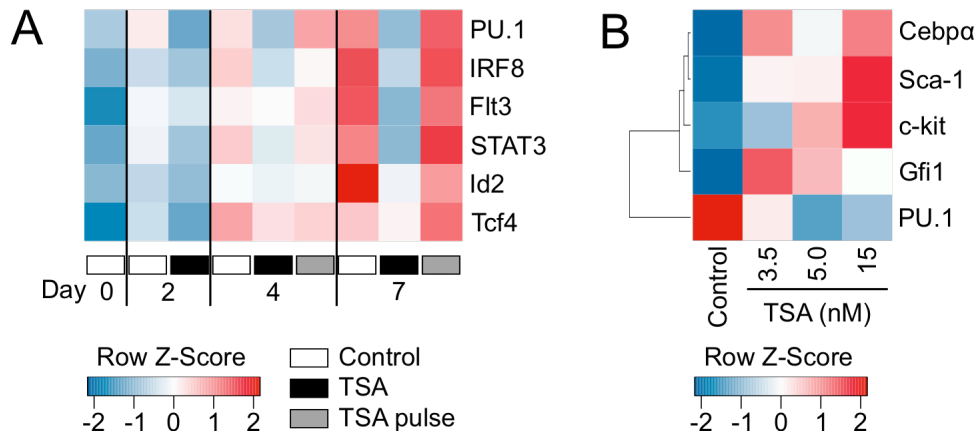 A
PU.1
IRF8
Flt3
STAT3
Id2
Tcf4
Day 0 2 4 7
Row Z-Score
-2 -1 0 1 2
Control
TSA
TSA pulse
B
Cebpα
Sca-1
c-kit
Gfi1
PU.1
Control 3.5 5.0 15
TSA (nM)
Row Z-Score
-2 -1 0 1 2